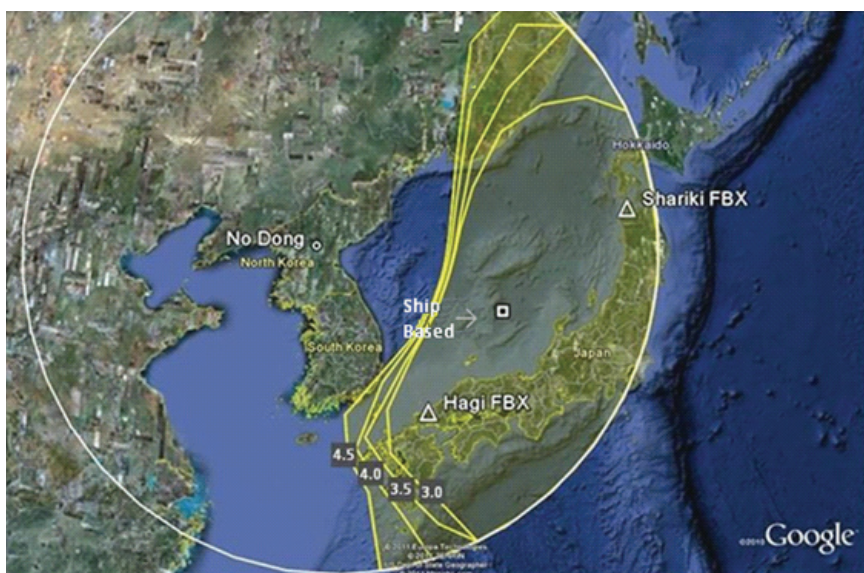 Hokkaido
Shariki FBX
No Dong
North Korea
Ship
Based
South Korea
Japan
Hagi FBX
4.5
4.0
3.5
3.0
©2010 Google